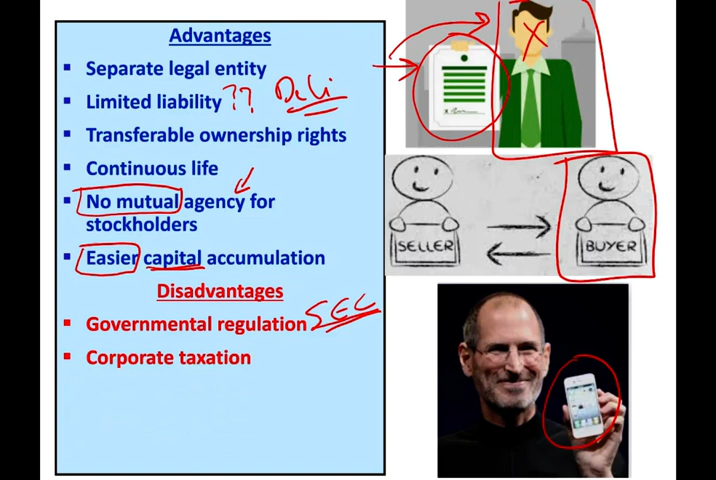 Advantages
▪ Separate legal entity
▪ Limited liability ??
▪ Transferable ownership rights
▪ Continuous life
▪ No mutual agency for
stockholders
▪ Easier capital accumulation
Disadvantages
▪ Governmental regulation SEC
▪ Corporate taxation
SELLER
BUYER